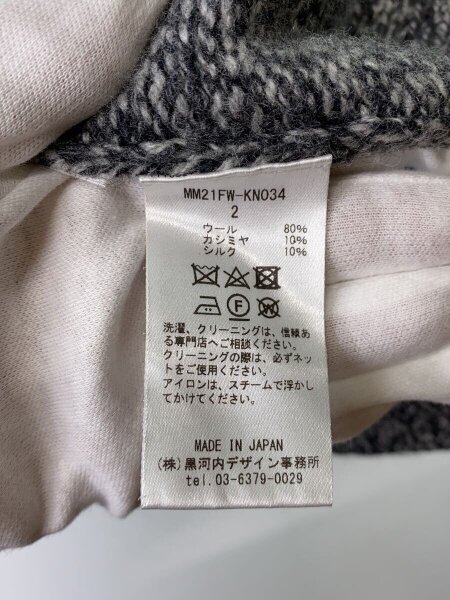 MM21FW-KN034
2
ウール 80%
カシミヤ 10%
シルク 10%
洗濯、クリーニングは、信頼あ
る専門店へご相談ください。
クリーニングの際は、必ずネッ
トをご使用ください。
アイロンは、スチームで浮かし
てかけてください。
MADE IN JAPAN
(株)黒河内デザイン事務所
tel.03-6379-0029